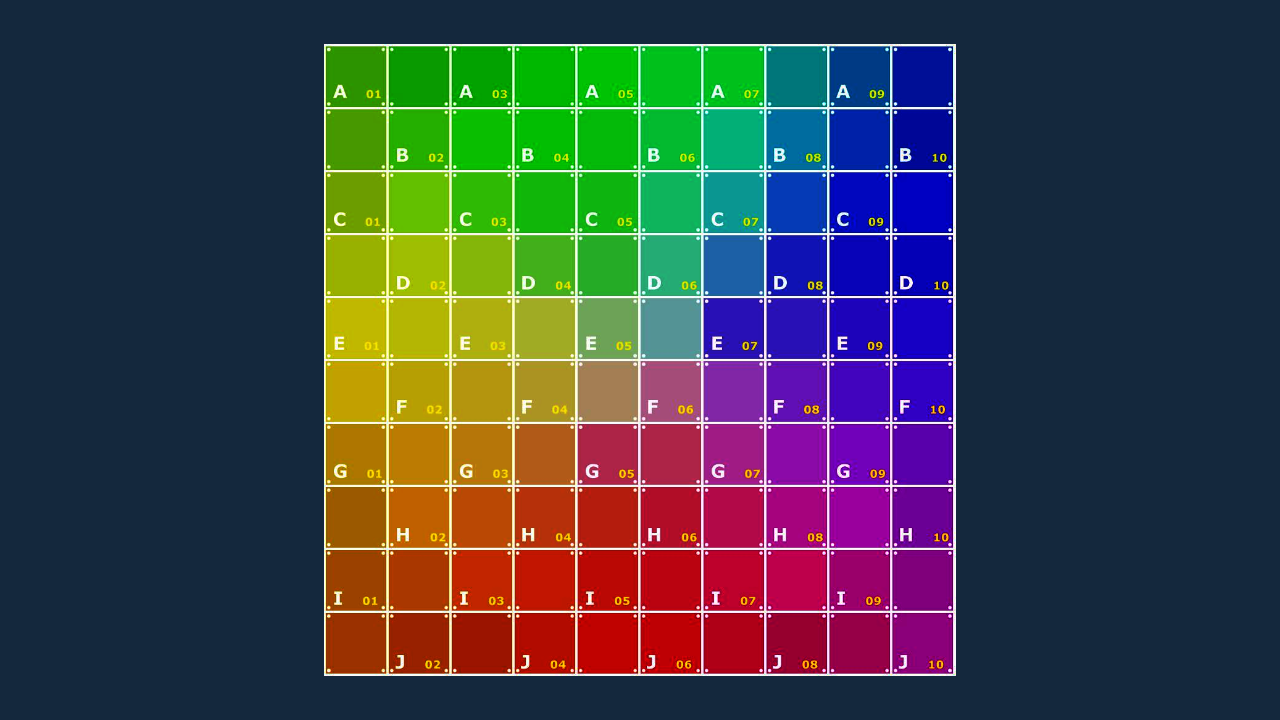 A 01 A 03 A 05 A 07 A 09
B 02 B 04 B 06 B 08 B 10
C 01 C 03 C 05 C 07 C 09
D 02 D 04 D 06 D 08 D 10
E 01 E 03 E 05 E 07 E 09
F 02 F 04 F 06 F 08 F 10
G 01 G 03 G 05 G 07 G 09
H 02 H 04 H 06 H 08 H 10
I 01 I 03 I 05 I 07 I 09
J 02 J 04 J 06 J 08 J 10